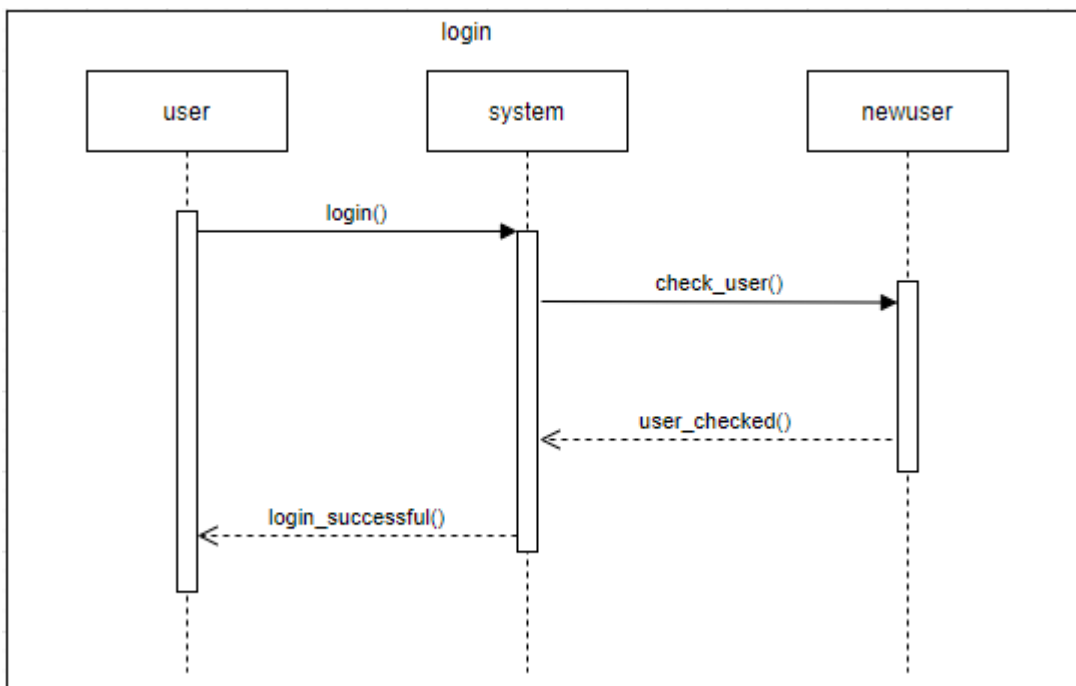 login
user
system
newuser
login()
check_user()
user_checked()
login_successful()